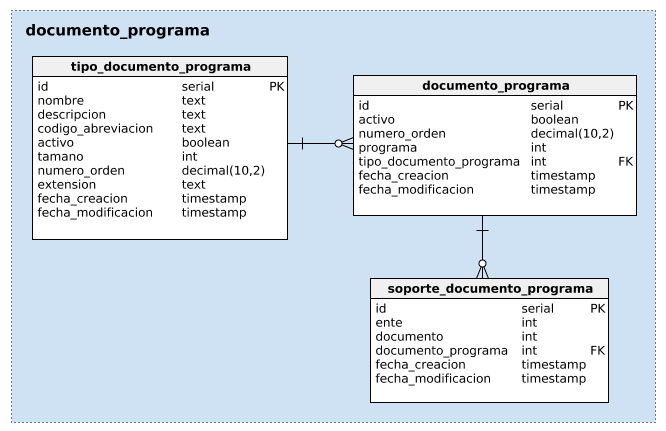 documento_programa
tipo_documento_programa
id serial PK
nombre text
descripcion text
codigo_abreviacion text
activo boolean
tamano int
numero_orden decimal(10,2)
extension text
fecha_creacion timestamp
fecha_modificacion timestamp
documento_programa
id serial PK
activo boolean
numero_orden decimal(10,2)
programa int
tipo_documento_programa int FK
fecha_creacion timestamp
fecha_modificacion timestamp
soporte_documento_programa
id serial PK
ente int
documento int
documento_programa int FK
fecha_creacion timestamp
fecha_modificacion timestamp